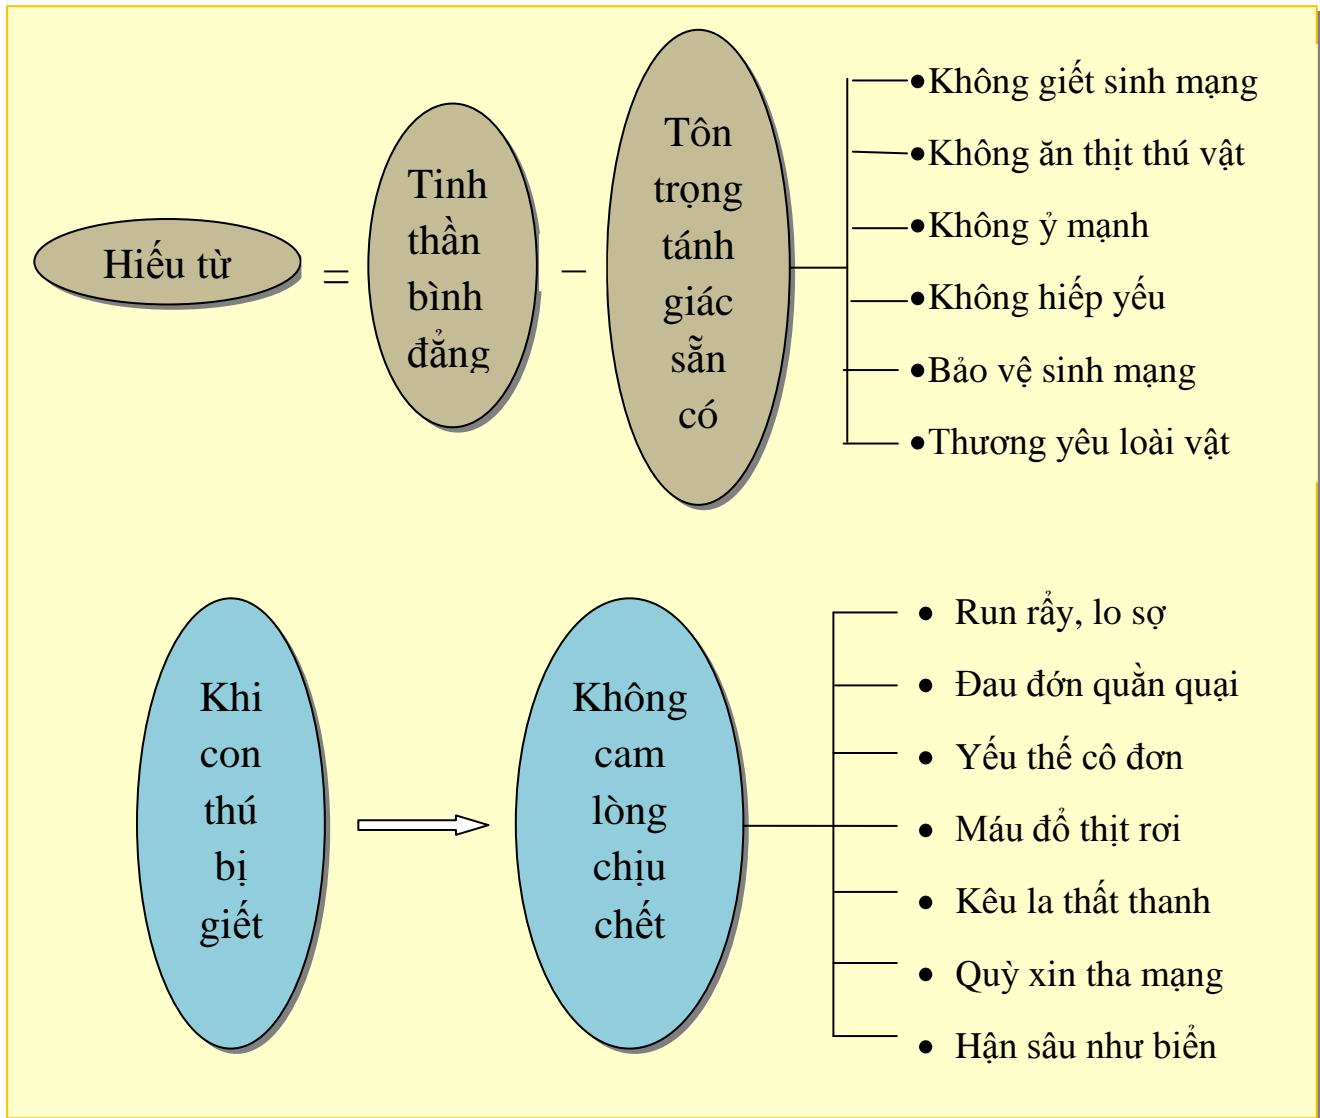 Hiếu từ
=
Tinh
thần
bình
đẳng
–
Tôn
trọng
tánh
giác
sẵn
có
•Không giết sinh mạng
•Không ăn thịt thú vật
•Không ỷ mạnh
•Không hiếp yếu
•Bảo vệ sinh mạng
•Thương yêu loài vật
Khi
con
thú
bị
giết
Không
cam
lòng
chịu
chết
• Run rẩy, lo sợ
• Đau đớn quằn quại
• Yếu thế cô đơn
• Máu đổ thịt rơi
• Kêu la thất thanh
• Quỳ xin tha mạng
• Hận sâu như biển